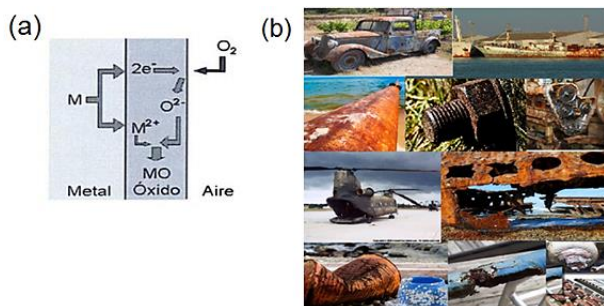 (a)
(b)
O₂
2e⁻
O²⁻
M
M²⁺
MO
Metal Óxido Aire